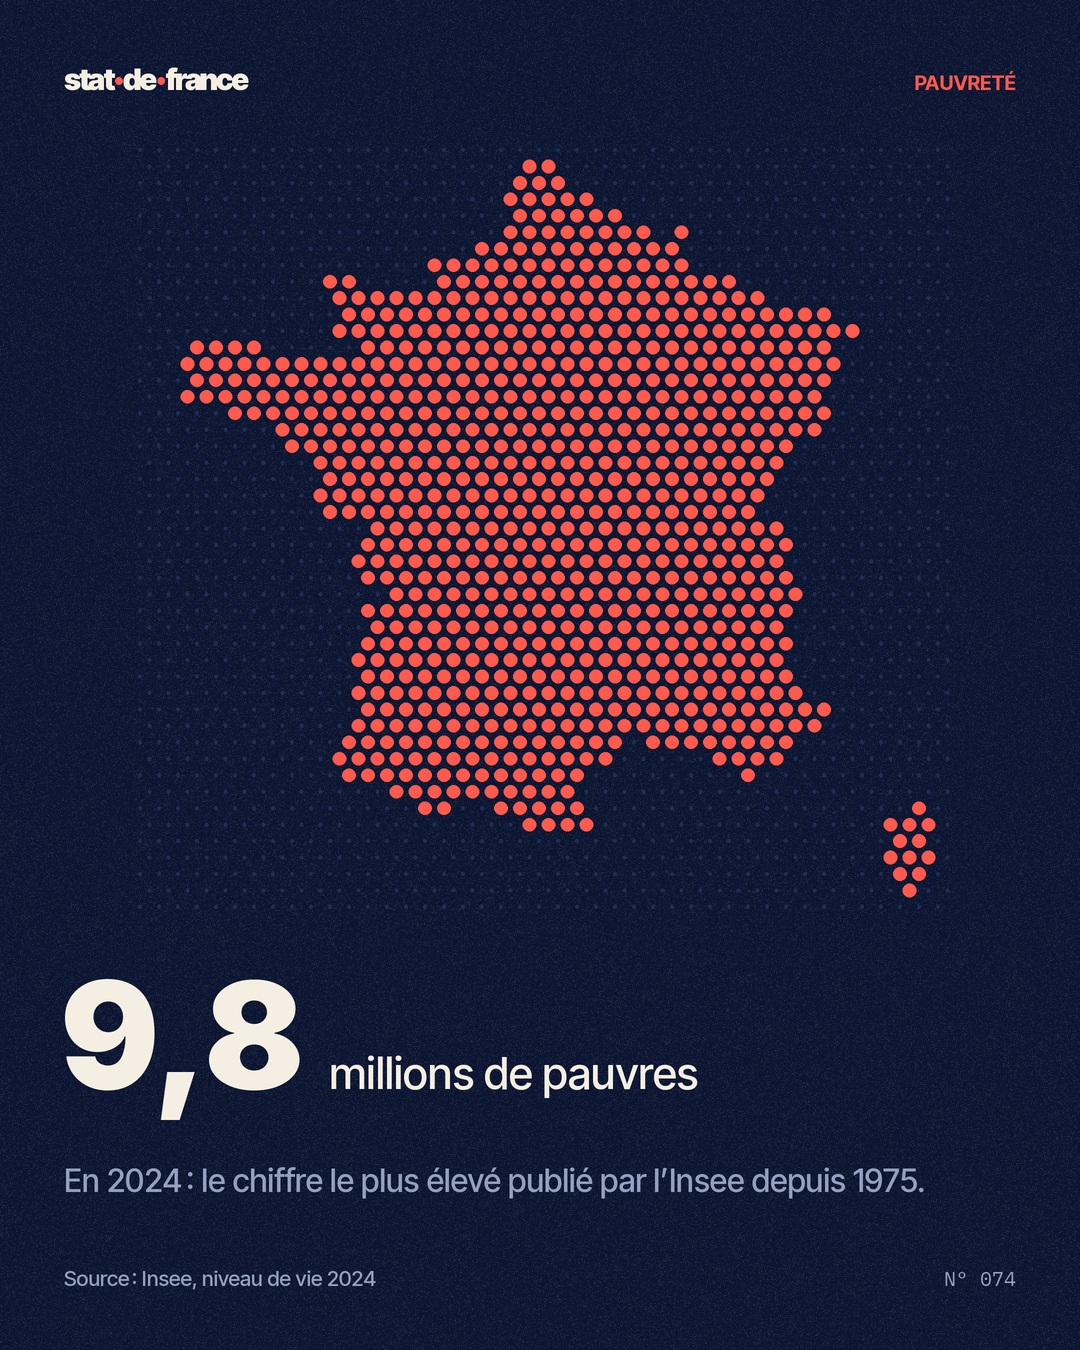 stat•de•france
PAUVRETÉ
9,8 millions de pauvres
En 2024 : le chiffre le plus élevé publié par l’Insee depuis 1975.
Source : Insee, niveau de vie 2024
N° 074